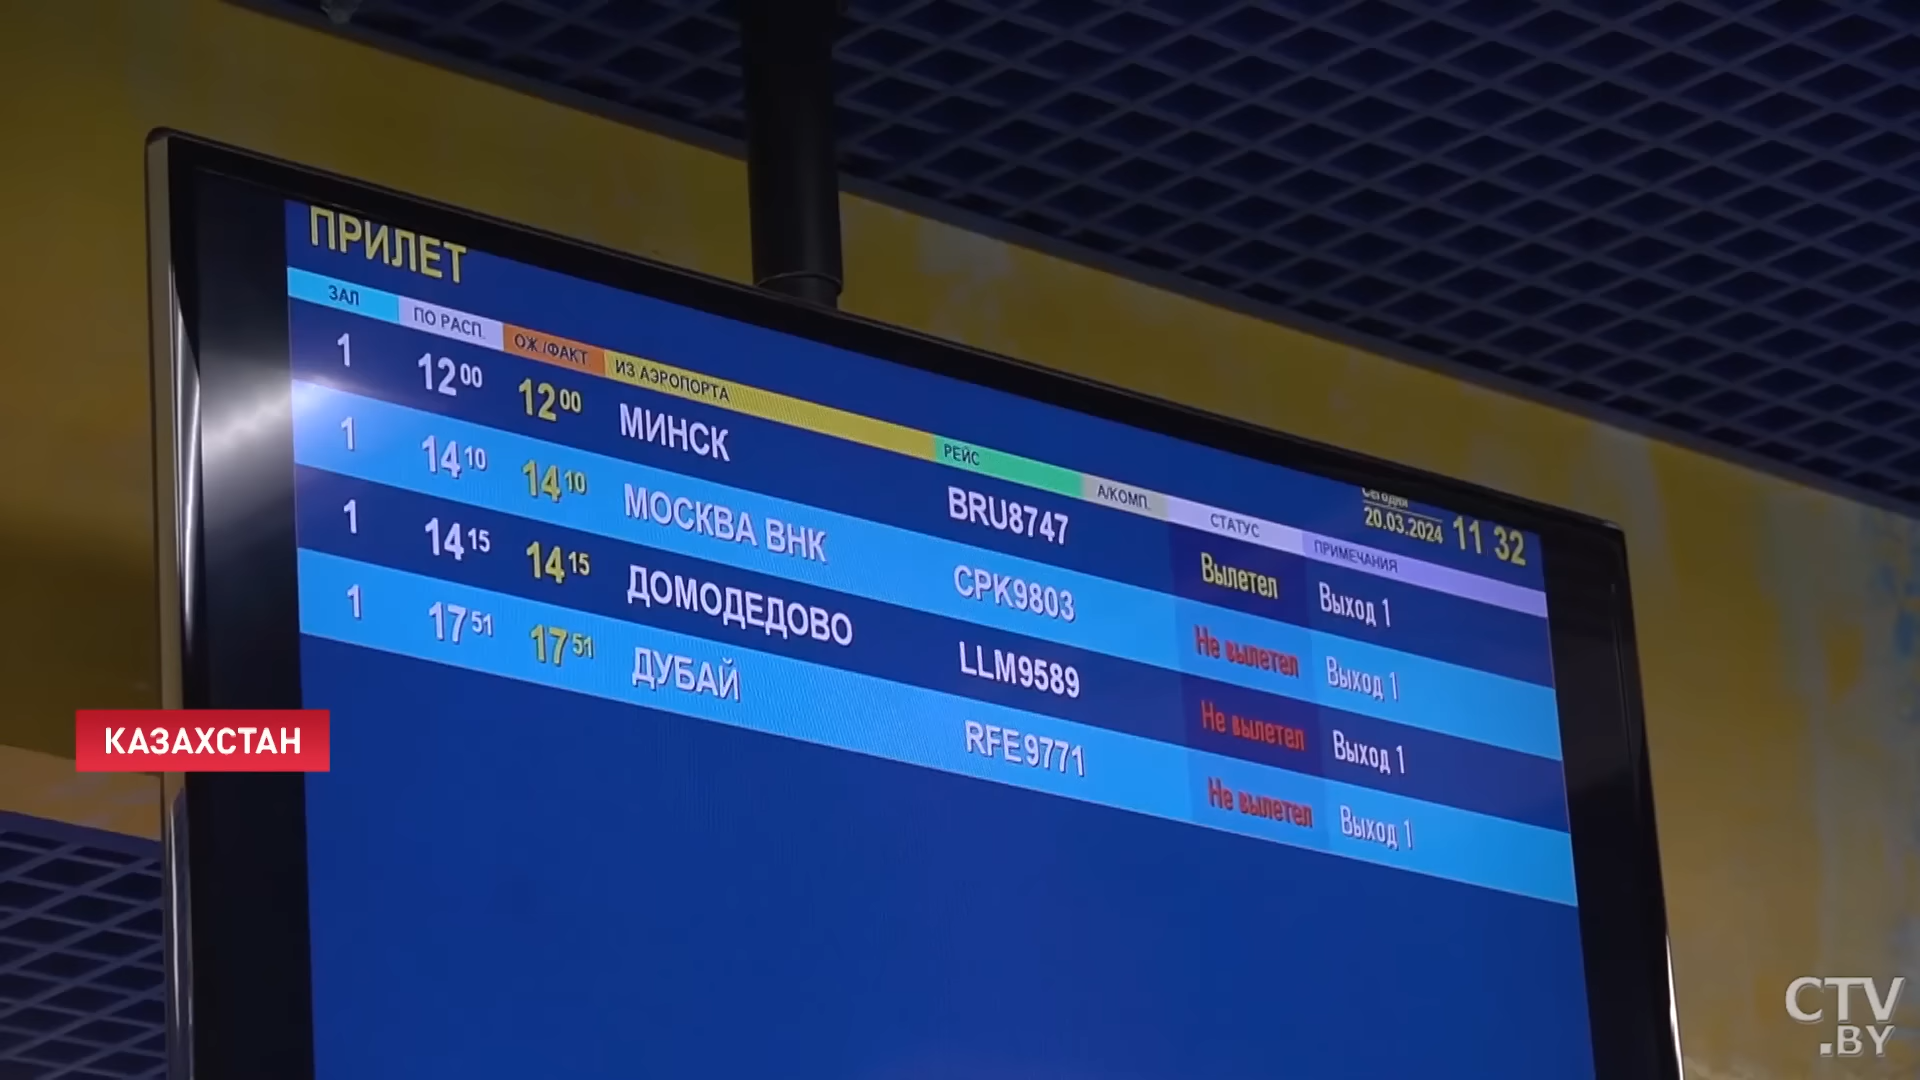 ПРИЛЕТ
Сегодня
20.03.2024 11 32
ЗАЛ ПО РАСП. ОЖ /ФАКТ ИЗ АЭРОПОРТА РЕЙС А/КОМП. СТАТУС ПРИМЕЧАНИЯ
1 12 00 12 00 МИНСК BRU8747 Вылетел Выход 1
1 14 10 14 10 МОСКВА ВНК CPK9803 Не вылетел Выход 1
1 14 15 14 15 ДОМОДЕДОВО LLM9589 Не вылетел Выход 1
1 17 51 17 51 ДУБАЙ RFE9771 Не вылетел Выход 1
КАЗАХСТАН
CTV
.BY